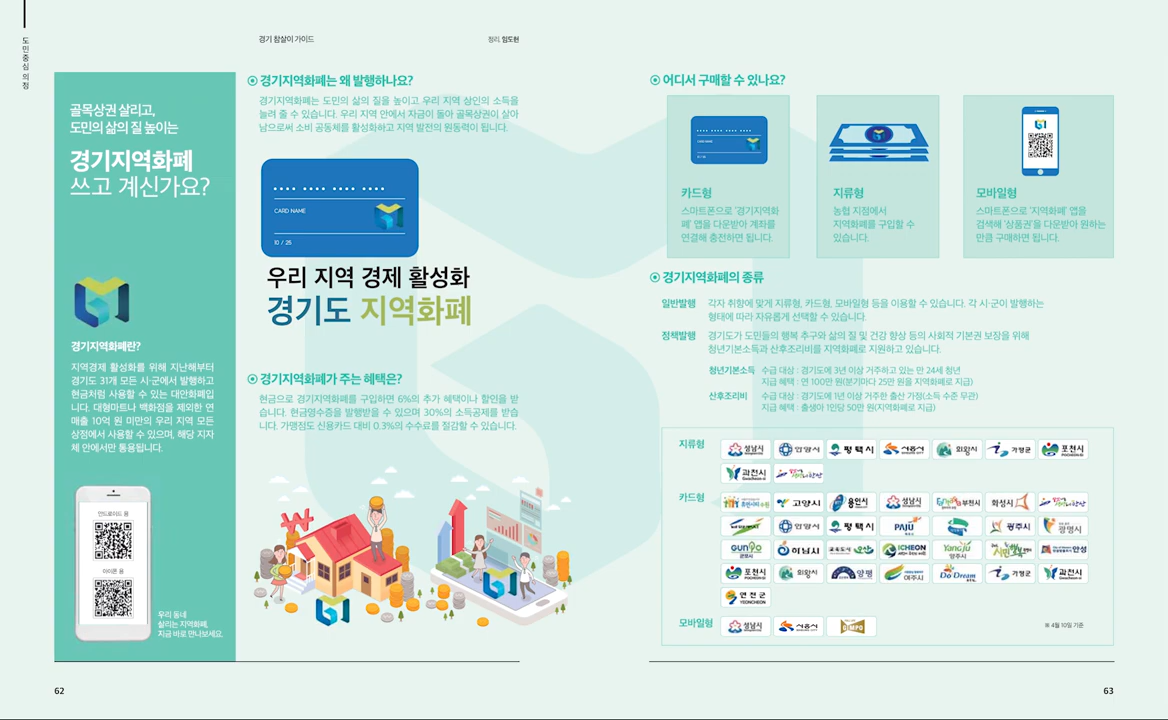 도민중심 의정
경기 참살이 가이드
정리. 임도현
골목상권 살리고,
도민의 삶의 질 높이는
경기지역화폐
쓰고 계신가요?
경기지역화폐란?
지역경제 활성화를 위해 지난해부터
경기도 31개 모든 시·군에서 발행하고
현금처럼 사용할 수 있는 대안화폐입
니다. 대형마트나 백화점을 제외한 연
매출 10억 원 미만의 우리 지역 모든
상점에서 사용할 수 있으며, 해당 지자
체 안에서만 통용됩니다.
안드로이드 용
아이폰 용
우리 동네
살리는 지역화폐,
지금 바로 만나보세요.
경기지역화폐는 왜 발행하나요?
경기지역화폐는 도민의 삶의 질을 높이고 우리 지역 상인의 소득을
늘려 줄 수 있습니다. 우리 지역 안에서 자금이 돌아 골목상권이 살아
남으로써 소비 공동체를 활성화하고 지역 발전의 원동력이 됩니다.
CARD NAME
10 / 25
우리 지역 경제 활성화
경기도 지역화폐
경기지역화폐가 주는 혜택은?
현금으로 경기지역화폐를 구입하면 6%의 추가 혜택이나 할인을 받
습니다. 현금영수증을 발행받을 수 있으며 30%의 소득공제를 받습
니다. 가맹점도 신용카드 대비 0.3%의 수수료를 절감할 수 있습니다.
62
어디서 구매할 수 있나요?
CARD NAME
10 / 25
카드형
스마트폰으로 '경기지역화
폐' 앱을 다운받아 계좌를
연결해 충전하면 됩니다.
지류형
농협 지점에서
지역화폐를 구입할 수
있습니다.
모바일형
스마트폰으로 '지역화폐' 앱을
검색해 '상품권'을 다운받아 원하는
만큼 구매하면 됩니다.
경기지역화폐의 종류
일반발행 각자 취향에 맞게 지류형, 카드형, 모바일형 등을 이용할 수 있습니다. 각 시·군이 발행하는
형태에 따라 자유롭게 선택할 수 있습니다.
정책발행 경기도가 도민들의 행복 추구와 삶의 질 및 건강 향상 등의 사회적 기본권 보장을 위해
청년기본소득과 산후조리비를 지역화폐로 지원하고 있습니다.
청년기본소득 수급 대상 : 경기도에 3년 이상 거주하고 있는 만 24세 청년
지급 혜택 : 연 100만 원(분기마다 25만 원을 지역화폐로 지급)
산후조리비 수급 대상 : 경기도에 1년 이상 거주한 출산 가정(소득 수준 무관)
지급 혜택 : 출생아 1인당 50만 원(지역화폐로 지급)
지류형 성남시 안양시 평택시 시흥시 의왕시 가평군 포천시
과천시
카드형 고양시 용인시 성남시 부천시 화성시
안양시 평택시 PAJU 광주시 광명시
GUNPO 군포시 하남시 오산 ICHEON Yangju 양주시 안성
포천시 의왕시 양평 여주시 Do Dream 가평군 과천시
연천군 YEONCHEON
모바일형 성남시 시흥시 GIMPO
※ 4월 10일 기준
63